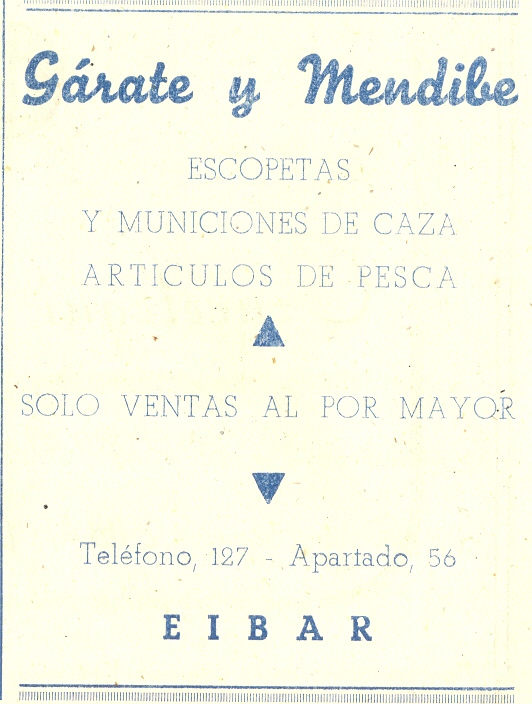 Gárate y Mendibe
ESCOPETAS
Y MUNICIONES DE CAZA
ARTICULOS DE PESCA
SOLO VENTAS AL POR MAYOR
Teléfono, 127 - Apartado, 56
EIBAR